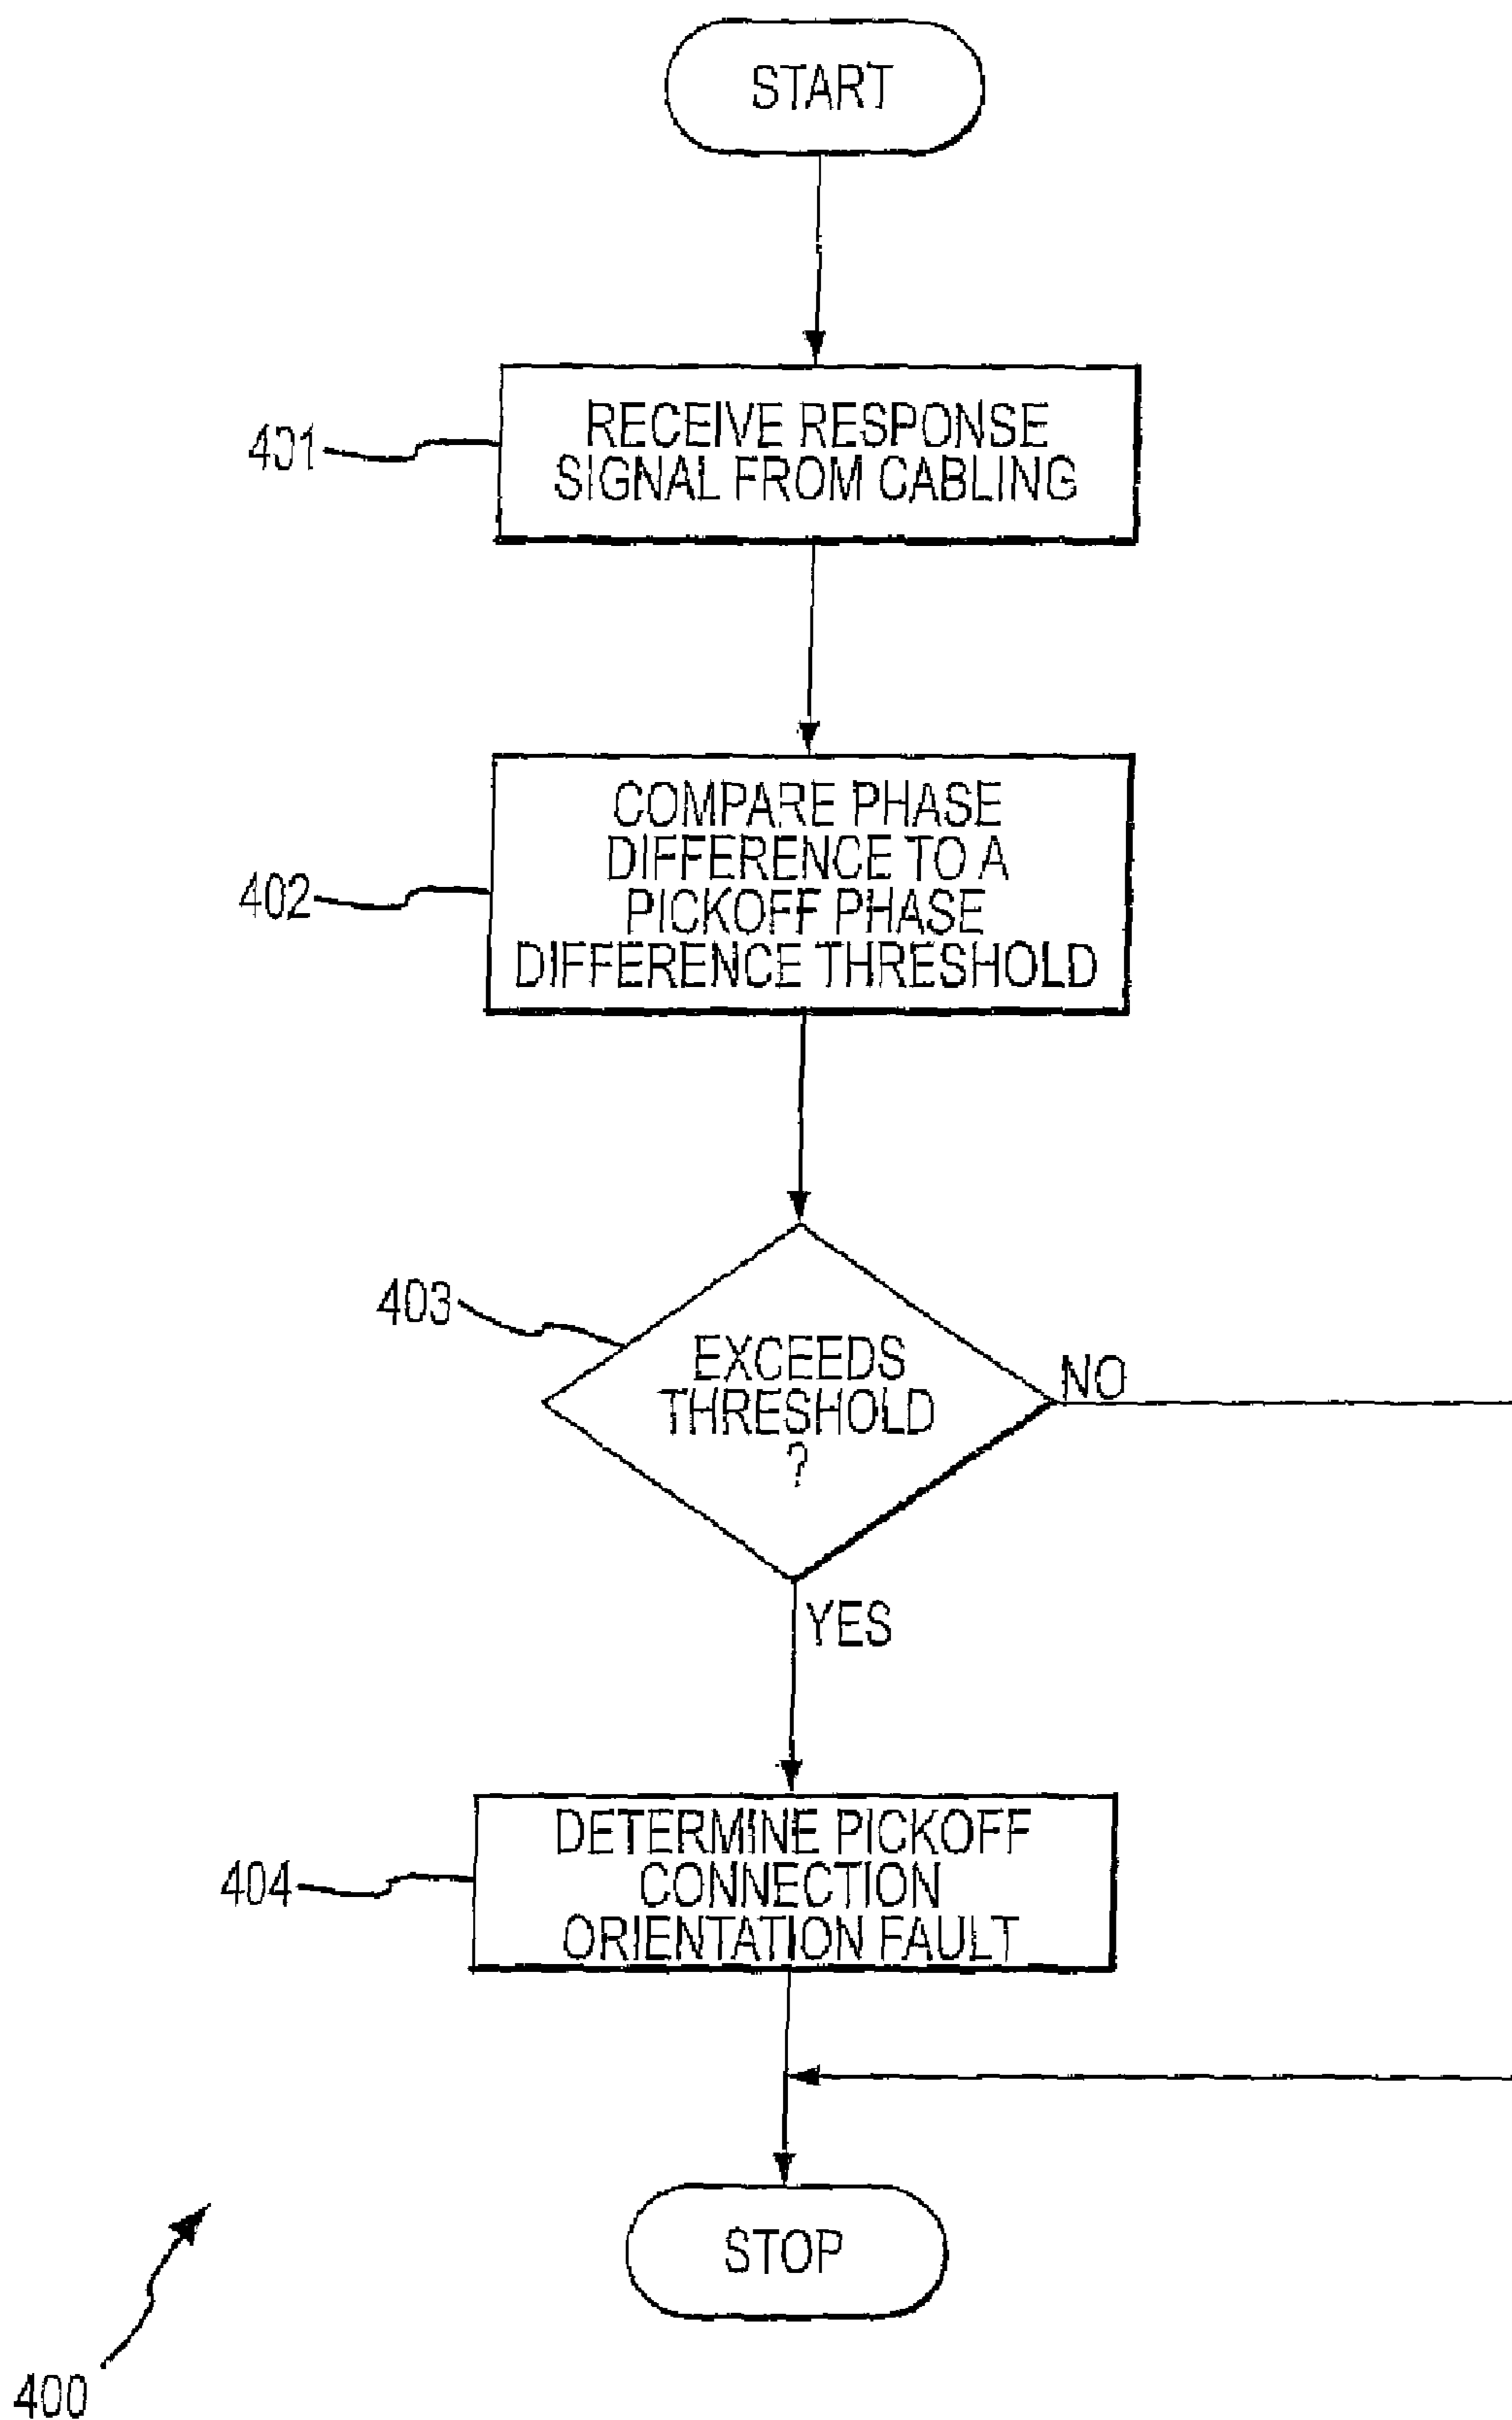 START
401
RECEIVE RESPONSE
SIGNAL FROM CABLING
402
COMPARE PHASE
DIFFERENCE TO A
PICKOFF PHASE
DIFFERENCE THRESHOLD
403
EXCEEDS
THRESHOLD
?
NO
YES
404
DETERMINE PICKOFF
CONNECTION
ORIENTATION FAULT
STOP
400